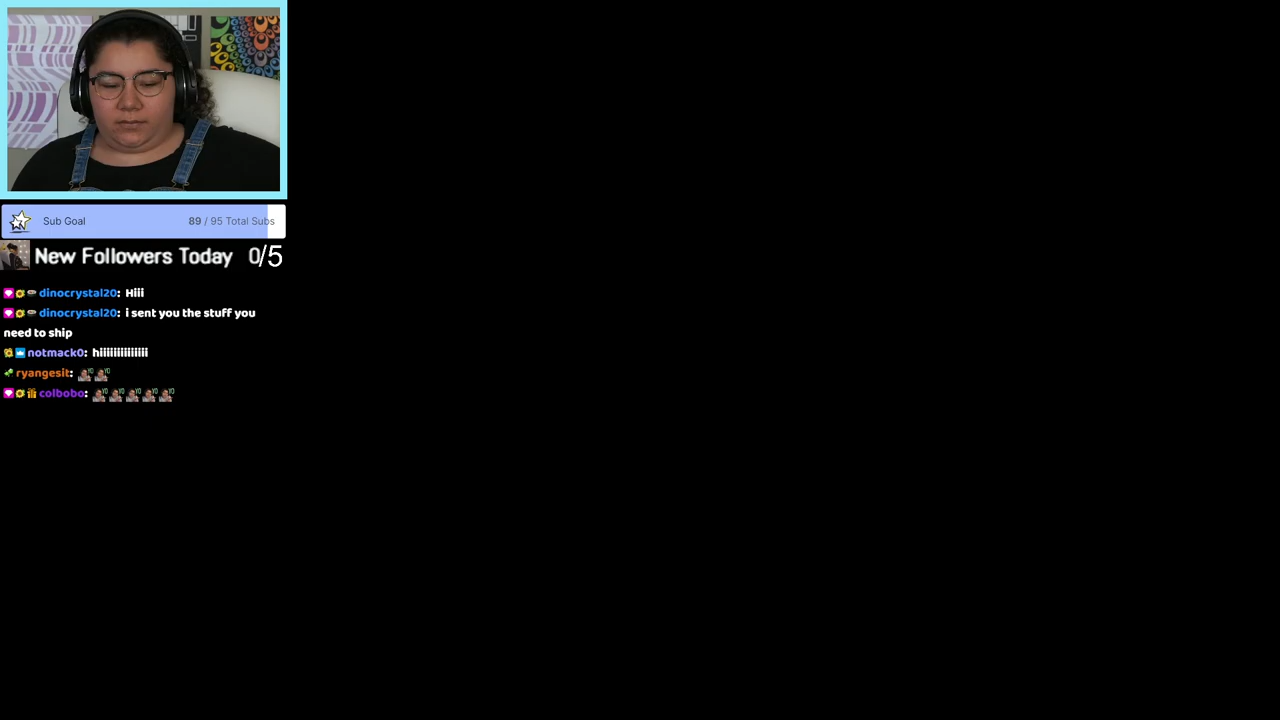 Sub Goal 89 / 95 Total Subs
New Followers Today 0/5
dinocrystal20: Hiii
dinocrystal20: i sent you the stuff you
need to ship
notmack0: hiiiiiiiiiiiiii
ryangesit:
colbobo: